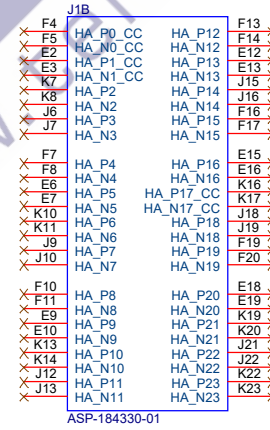 J1B
F4 HA_P0_CC HA_P12 F13
F5 HA_N0_CC HA_N12 F14
E2 HA_P1_CC HA_P13 E12
E3 HA_N1_CC HA_N13 E13
K7 HA_P2 HA_P14 J15
K8 HA_N2 HA_N14 J16
J6 HA_P3 HA_P15 F16
J7 HA_N3 HA_N15 F17
F7 HA_P4 HA_P16 E15
F8 HA_N4 HA_N16 E16
E6 HA_P5 HA_P17_CC K16
E7 HA_N5 HA_N17_CC K17
K10 HA_P6 HA_P18 J18
K11 HA_N6 HA_N18 J19
J9 HA_P7 HA_P19 F19
J10 HA_N7 HA_N19 F20
F10 HA_P8 HA_P20 E18
F11 HA_N8 HA_N20 E19
E9 HA_P9 HA_P21 K19
E10 HA_N9 HA_N21 K20
K13 HA_P10 HA_P22 J21
K14 HA_N10 HA_N22 J22
J12 HA_P11 HA_P23 K22
J13 HA_N11 HA_N23 K23
ASP-184330-01